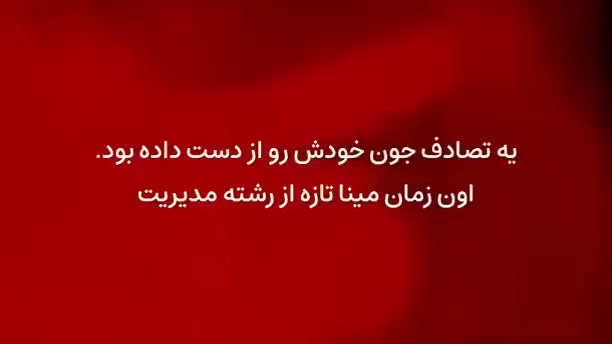 یه تصادف جون خودش رو از دست داده بود.
اون زمان مینا تازه از رشته مدیریت